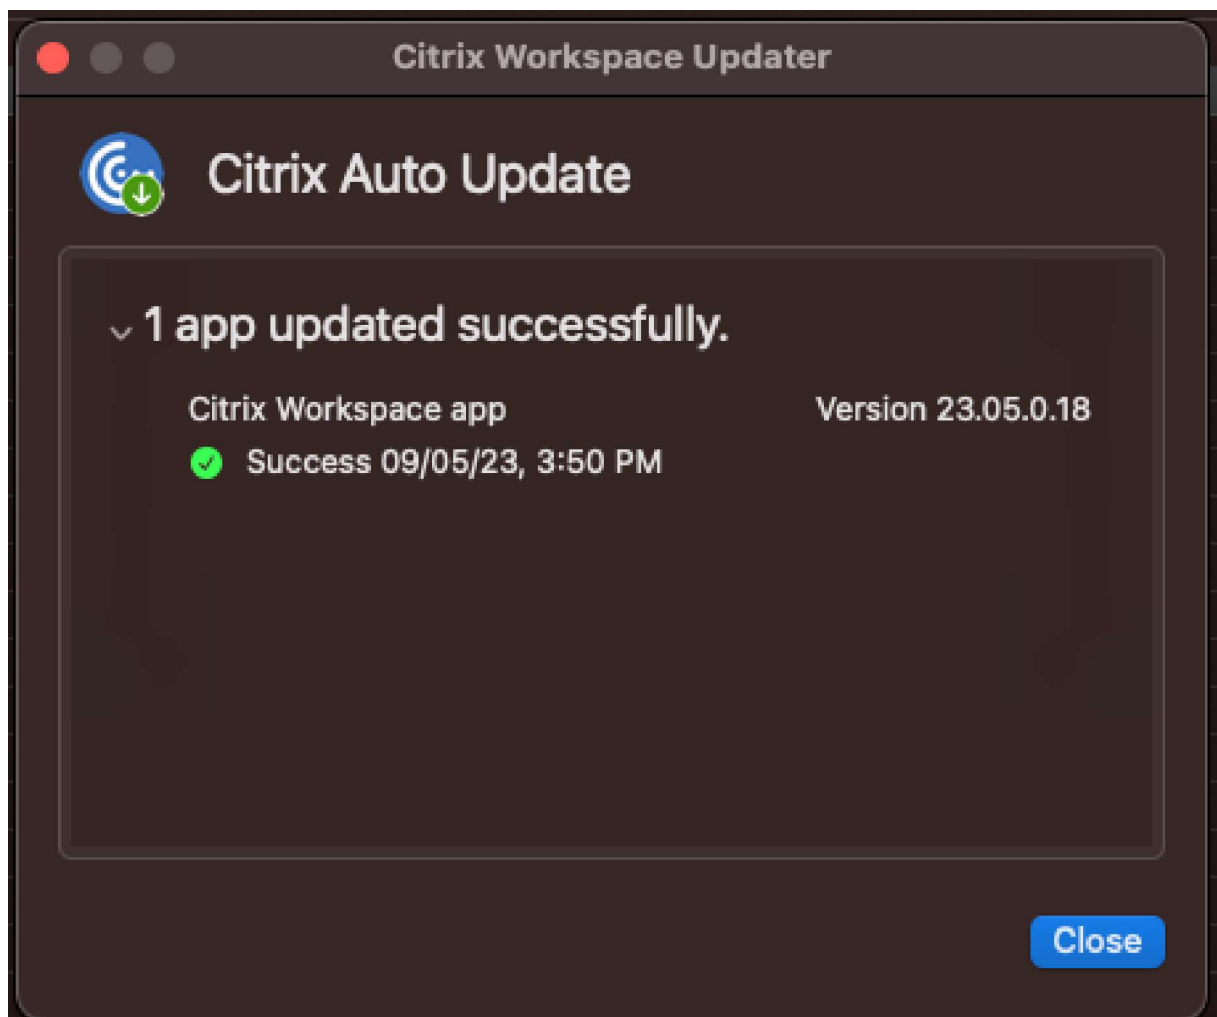 Citrix Workspace Updater
Citrix Auto Update
1 app updated successfully.
Citrix Workspace app Version 23.05.0.18
Success 09/05/23, 3:50 PM
Close